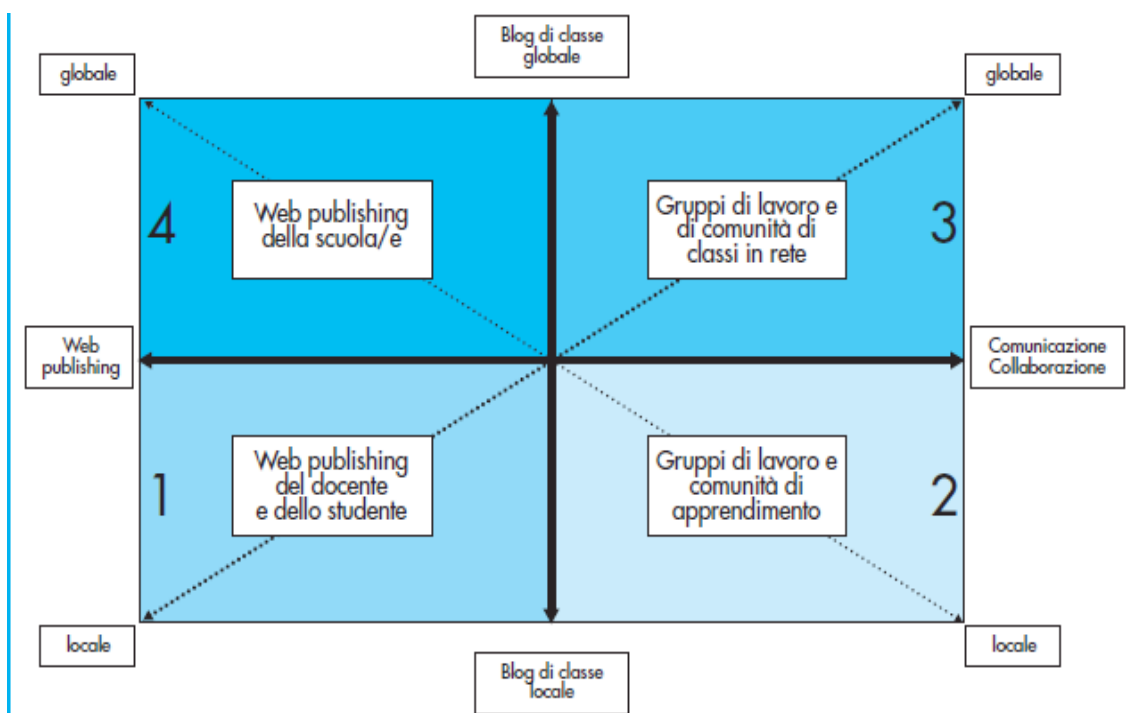 Blog di classe
globale
globale
globale
4
Web publishing
della scuola/e
Gruppi di lavoro e
di comunità di
classi in rete
3
Web
publishing
Comunicazione
Collaborazione
1
Web publishing
del docente
e dello studente
Gruppi di lavoro e
comunità di
apprendimento
2
locale
locale
Blog di classe
locale